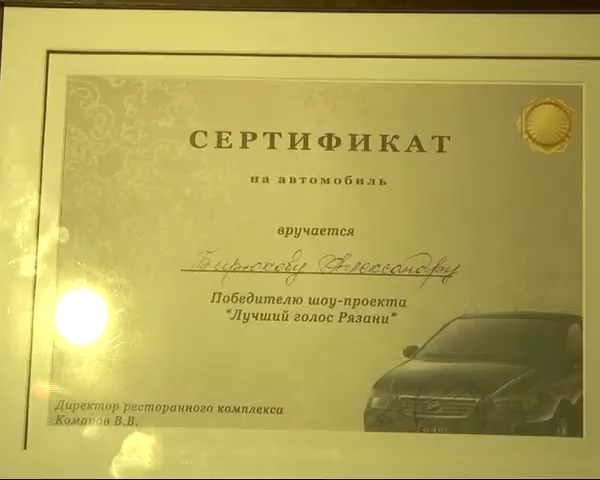 СЕРТИФИКАТ
на автомобиль
вручается
Бирюкову Александру
Победителю шоу-проекта
"Лучший голос Рязани"
Директор ресторанного комплекса
Комаров В.В.